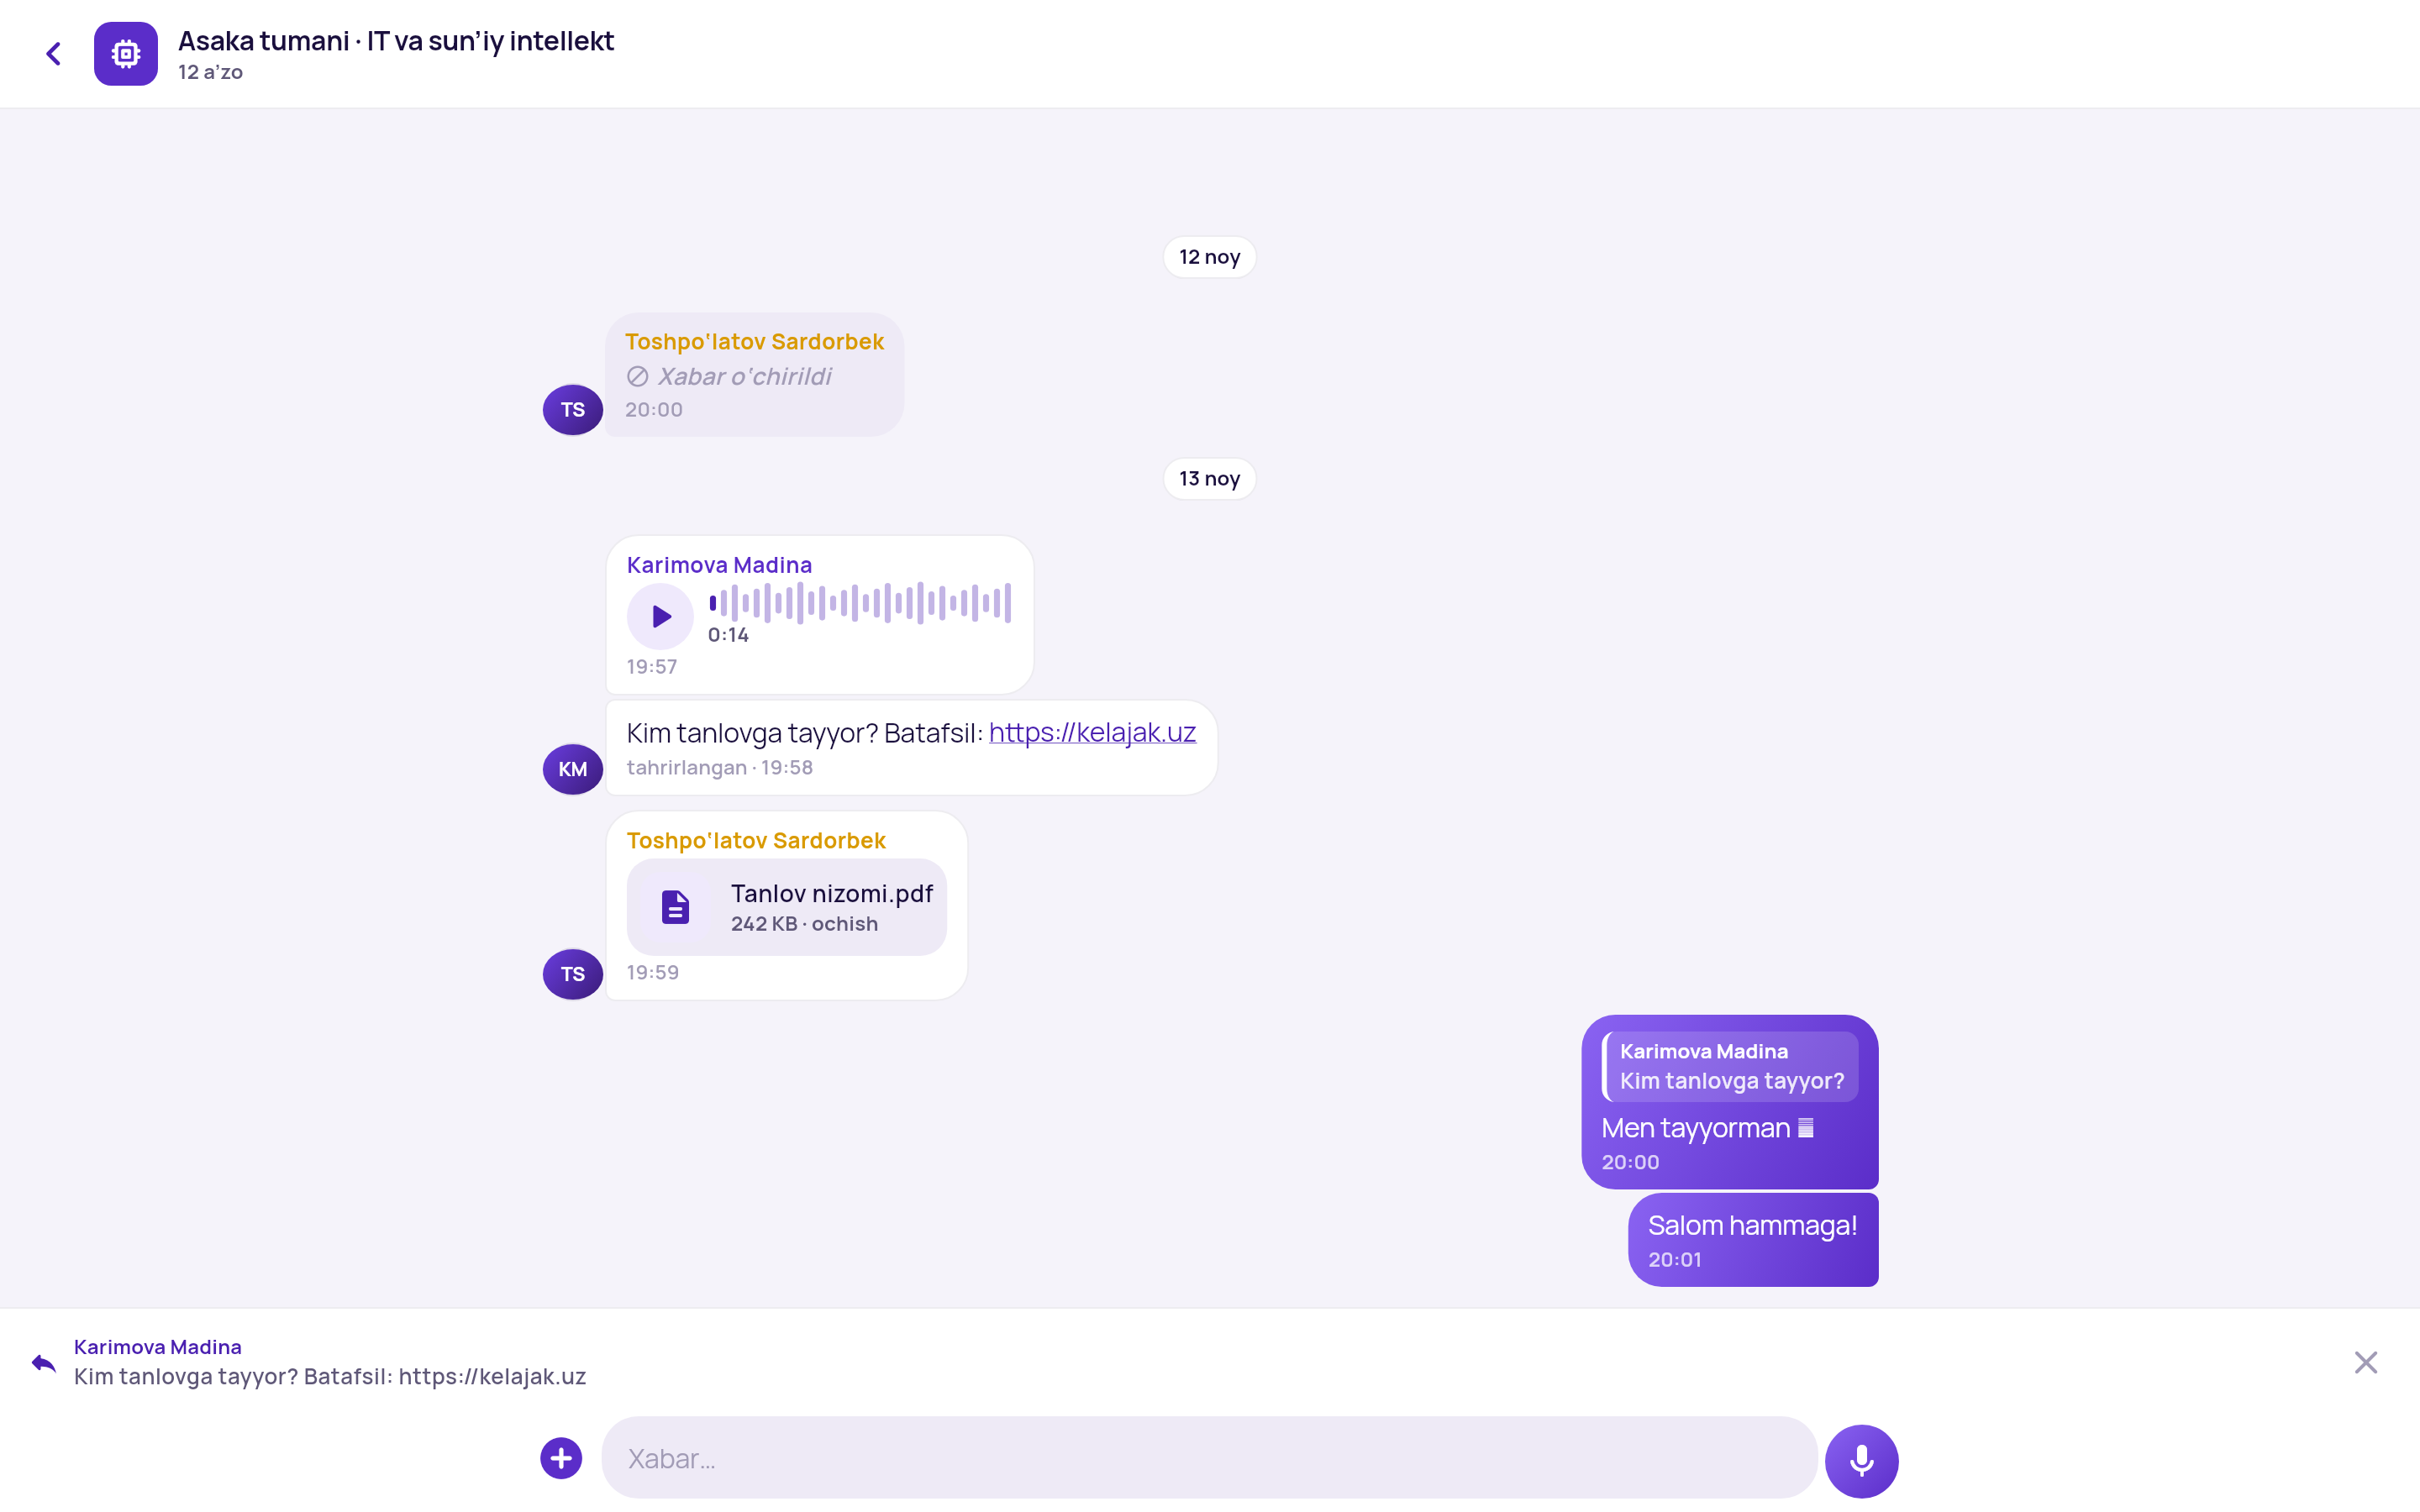 Asaka tumani · IT va sun’iy intellekt
12 a’zo
12 noy
Toshpo‘latov Sardorbek
Xabar o‘chirildi
TS
20:00
13 noy
Karimova Madina
0:14
19:57
Kim tanlovga tayyor? Batafsil: https://kelajak.uz
KM
tahrirlangan · 19:58
Toshpo‘latov Sardorbek
Tanlov nizomi.pdf
242 KB · ochish
TS
19:59
Karimova Madina
Kim tanlovga tayyor?
Men tayyorman
20:00
Salom hammaga!
20:01
Karimova Madina
Kim tanlovga tayyor? Batafsil: https://kelajak.uz
Xabar…